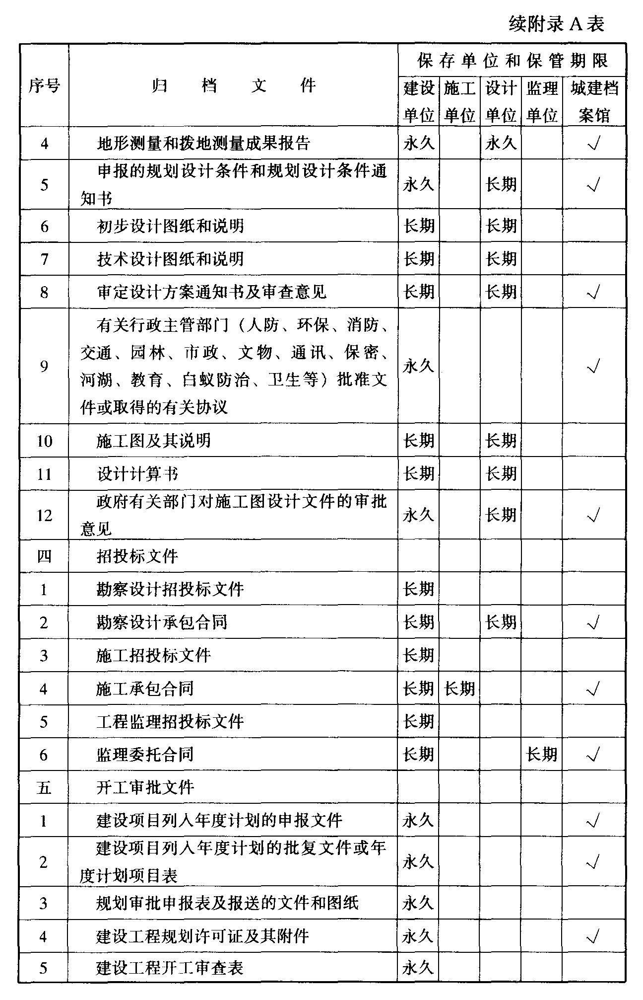 续附录 A 表
序号 归档文件 保存单位和保管期限
建设单位 施工单位 设计单位 监理单位 城建档案馆
4 地形测量和拨地测量成果报告 永久 永久 √
5 申报的规划设计条件和规划设计条件通
知书 永久 长期 √
6 初步设计图纸和说明 长期 长期
7 技术设计图纸和说明 长期 长期
8 审定设计方案通知书及审查意见 长期 长期 √
9 有关行政主管部门（人防、环保、消防、
交通、园林、市政、文物、通讯、保密、
河湖、教育、白蚁防治、卫生等）批准文
件或取得的有关协议 永久 √
10 施工图及其说明 长期 长期
11 设计计算书 长期 长期
12 政府有关部门对施工图设计文件的审批
意见 永久 长期 √
四 招投标文件
1 勘察设计招投标文件 长期
2 勘察设计承包合同 长期 长期 √
3 施工招投标文件 长期
4 施工承包合同 长期 长期 √
5 工程监理招投标文件 长期
6 监理委托合同 长期 长期 √
五 开工审批文件
1 建设项目列入年度计划的申报文件 永久 √
2 建设项目列入年度计划的批复文件或年
度计划项目表 永久 √
3 规划审批申报表及报送的文件和图纸 永久
4 建设工程规划许可证及其附件 永久 √
5 建设工程开工审查表 永久